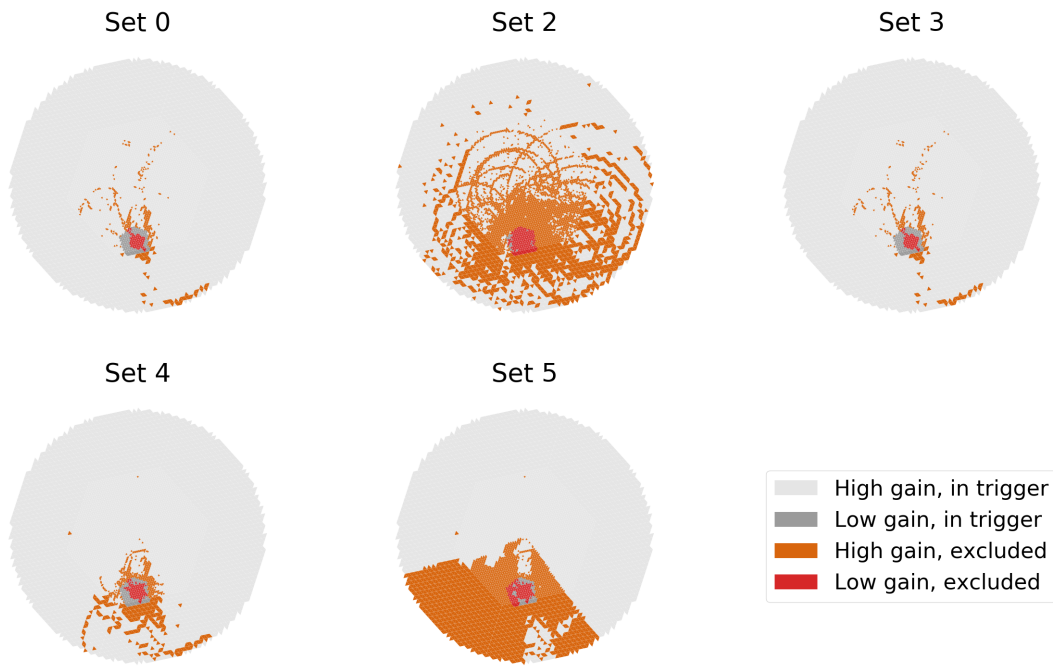 Set 0
Set 2
Set 3
Set 4
Set 5
High gain, in trigger
Low gain, in trigger
High gain, excluded
Low gain, excluded